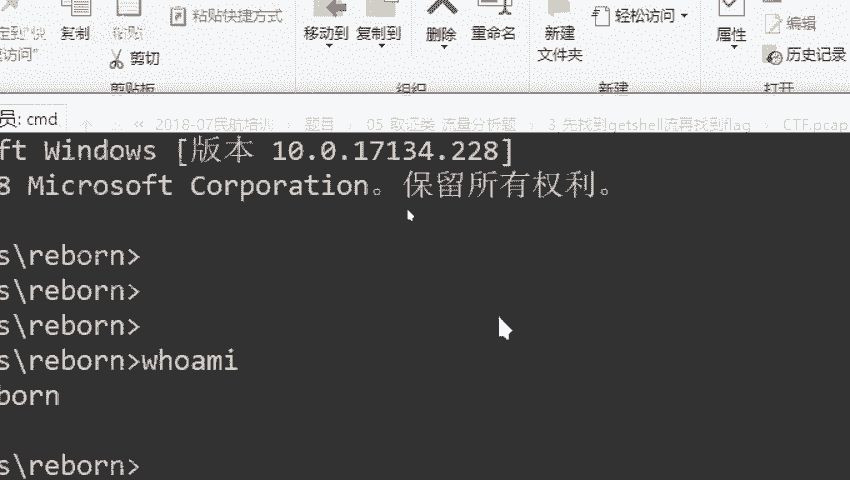 粘贴快捷方式
轻松访问
编辑
定到"快
复制
粘贴
移动到 复制到
删除
重命名
新建
属性
访问"
剪切
文件夹
历史记录
剪贴板
组织
新建
打开
员: cmd
« 2018-07民航培训 › 题目 › 05 取证类 流量分析题 › 3 先找到getshell流再找到flag › CTF.pcap
ft Windows [版本 10.0.17134.228]
8 Microsoft Corporation。保留所有权利。
s\reborn>
s\reborn>
s\reborn>
s\reborn>whoami
born
s\reborn>